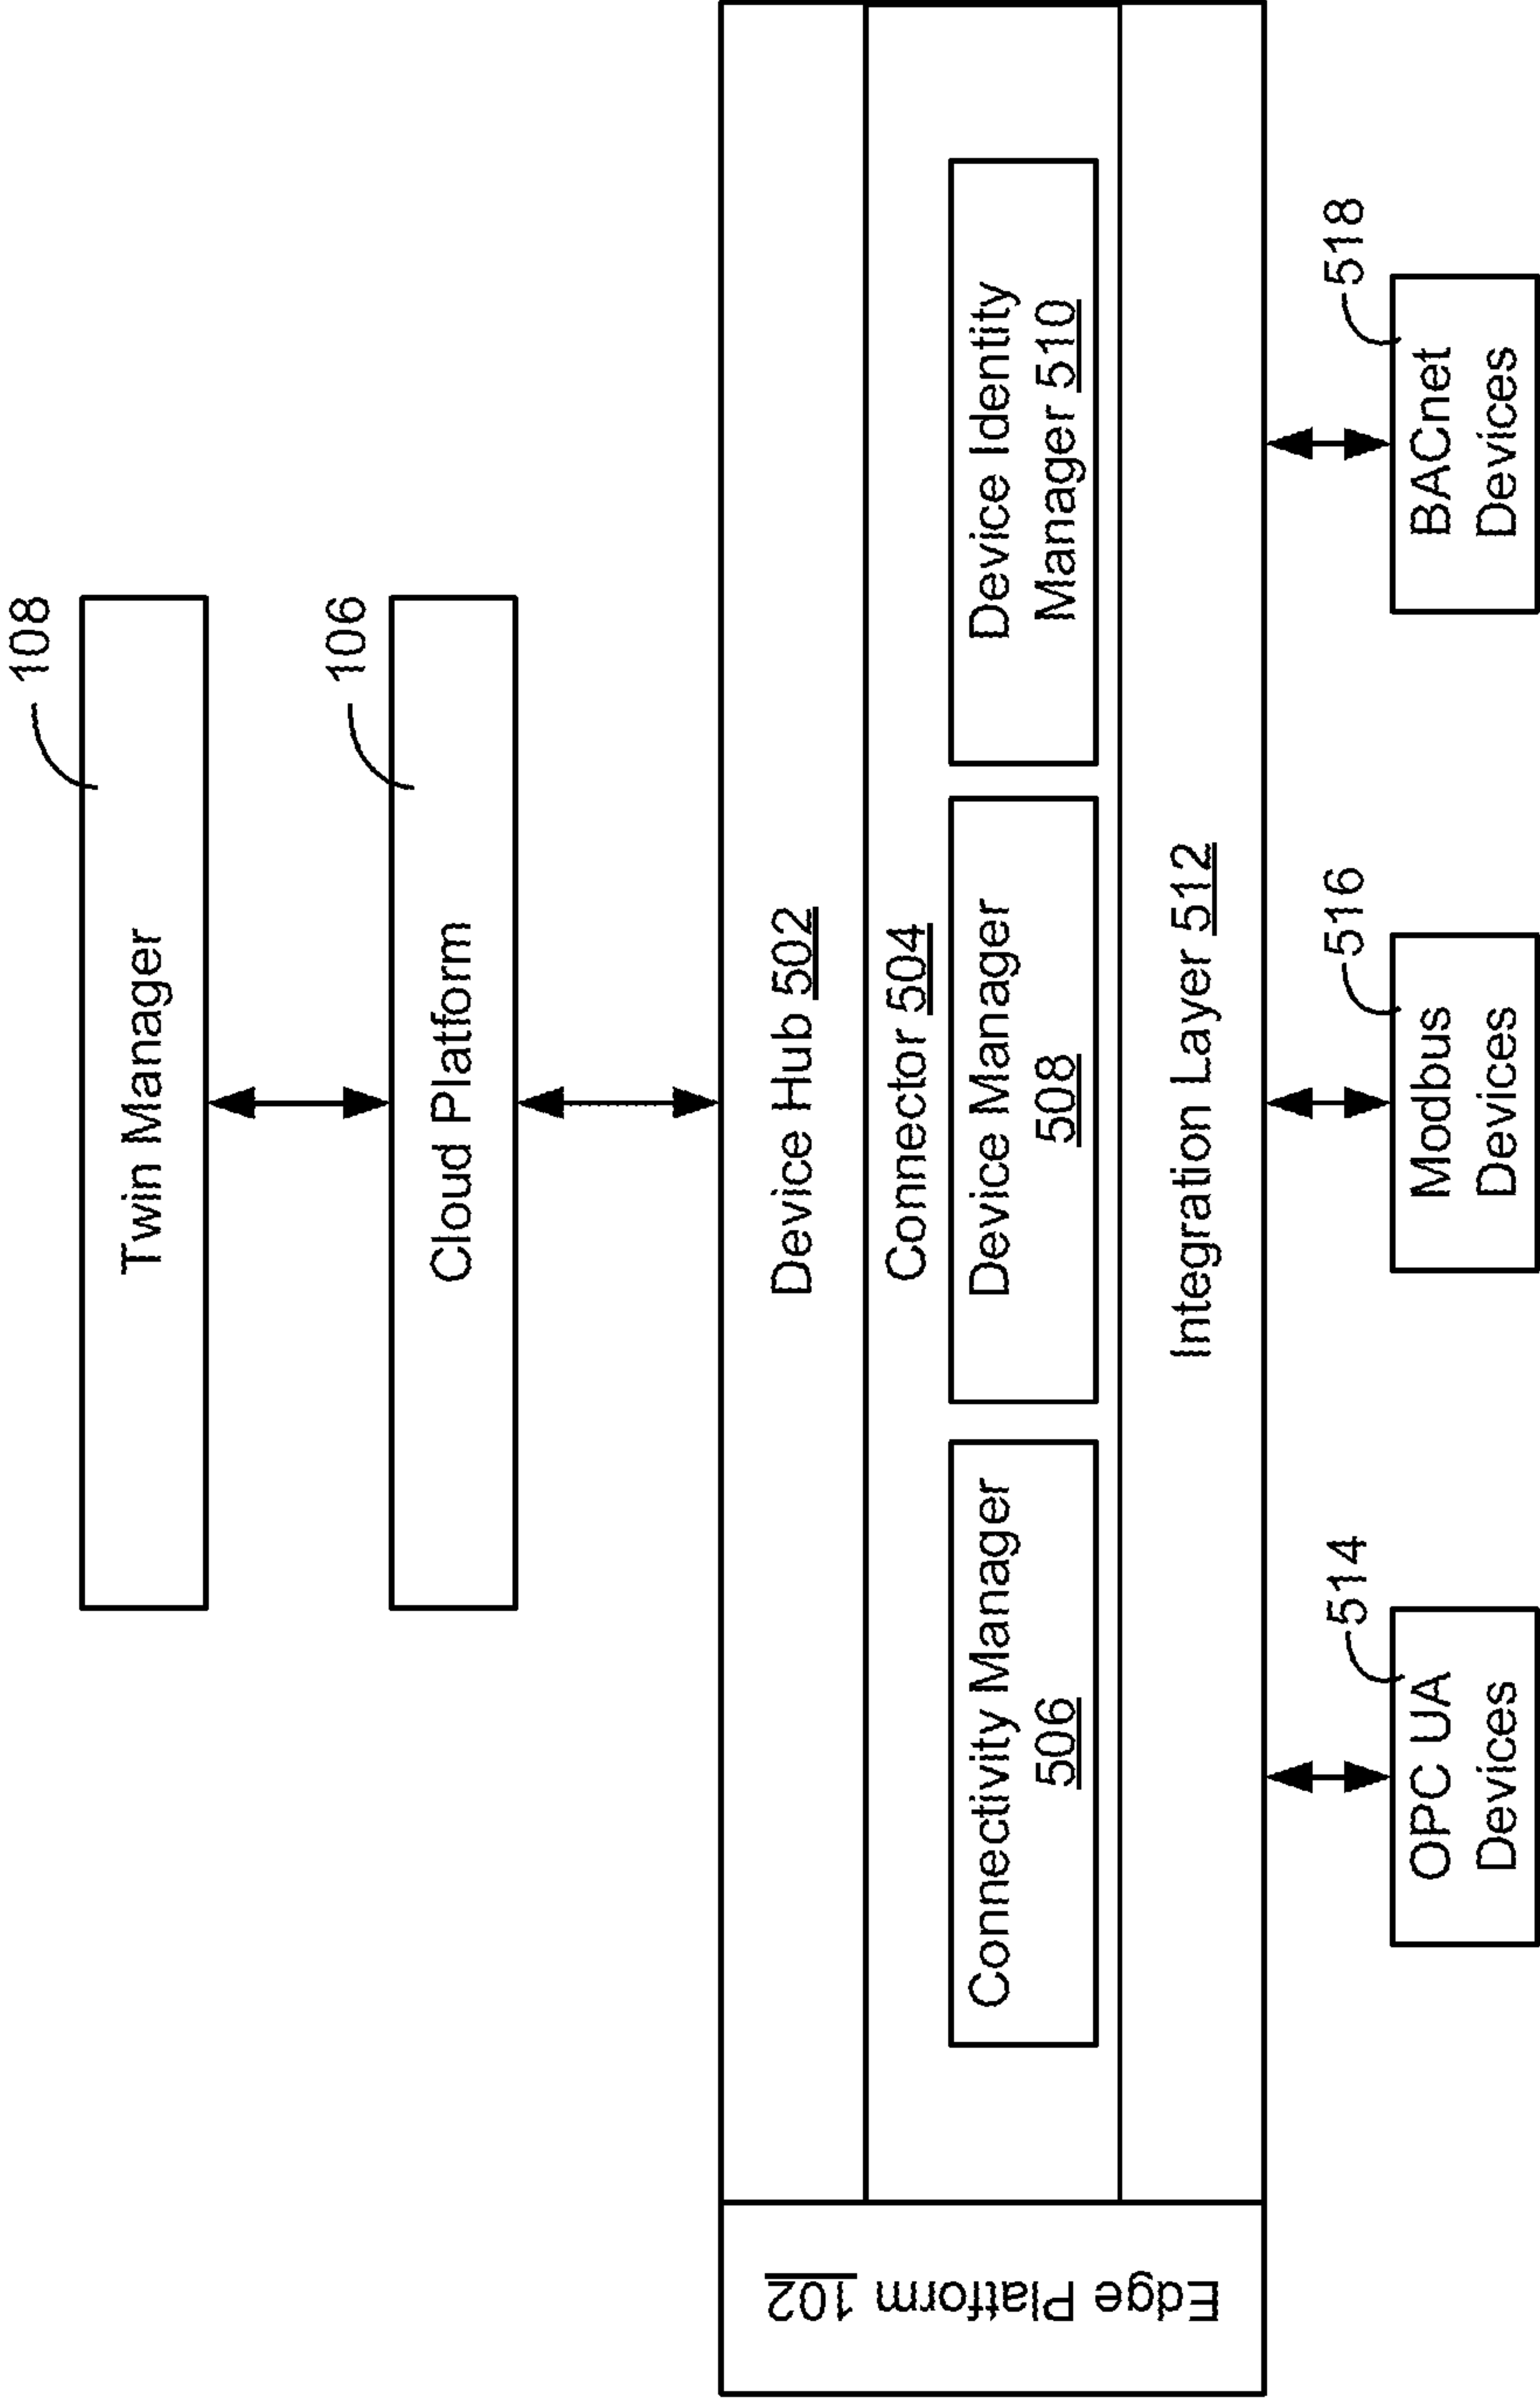 108
Twin Manager
106
Cloud Platform
Edge Platform 102
Device Hub 502
Connector 504
Connectivity Manager
506
Device Manager
508
Device Identity
Manager 510
Integration Layer 512
514
OPC UA
Devices
516
Modbus
Devices
518
BACnet
Devices